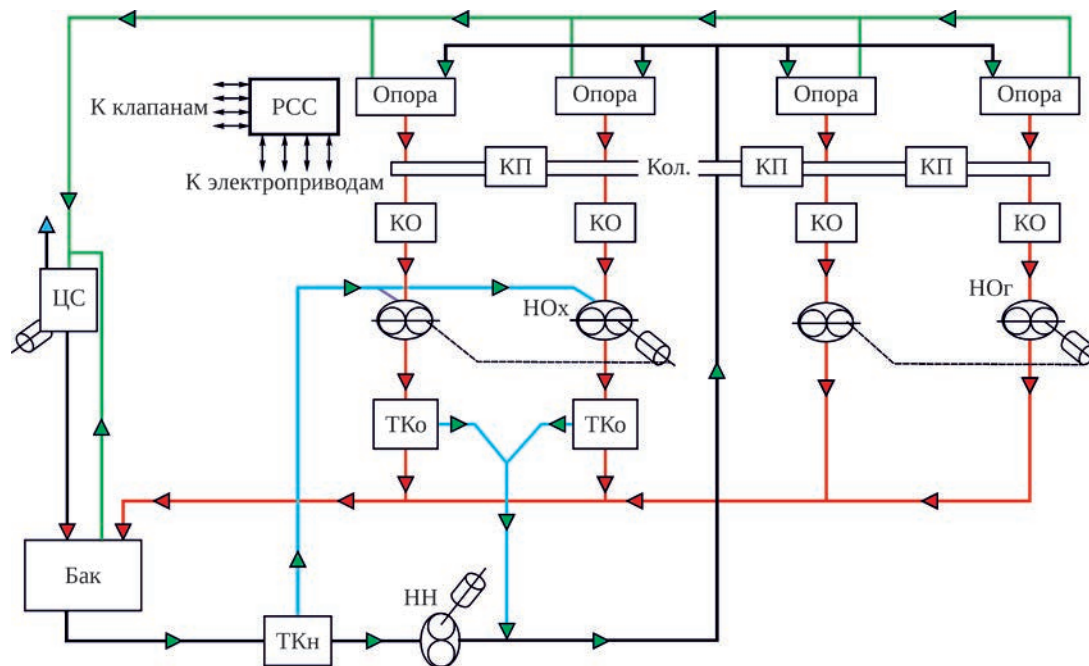 Опора
Опора
Опора
Опора
РСС
К клапанам
К электроприводам
КП
Кол.
КП
КП
КО
КО
КО
КО
ЦС
НОх
НОг
ТКо
ТКо
Бак
НН
ТКн